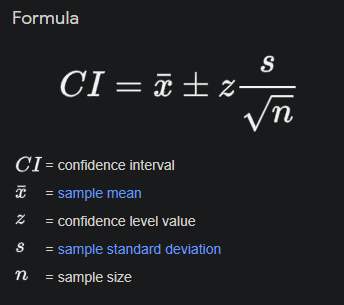 Formula
CI = x̄ ± z s/√n
CI = confidence interval
x̄ = sample mean
z = confidence level value
s = sample standard deviation
n = sample size